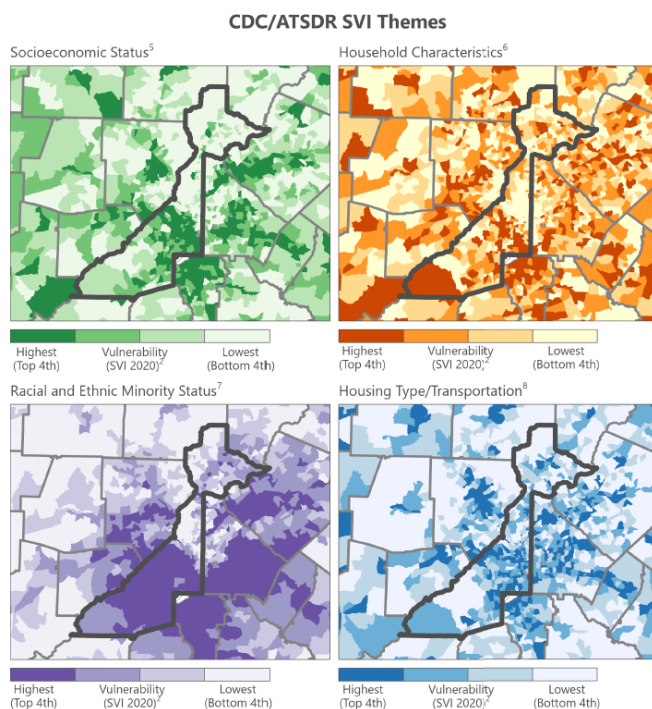 CDC/ATSDR SVI Themes
Socioeconomic Status⁵
Household Characteristics⁶
Highest
(Top 4th)
Vulnerability
(SVI 2020)²
Lowest
(Bottom 4th)
Highest
(Top 4th)
Vulnerability
(SVI 2020)²
Lowest
(Bottom 4th)
Racial and Ethnic Minority Status⁷
Housing Type/Transportation⁸
Highest
(Top 4th)
Vulnerability
(SVI 2020)²
Lowest
(Bottom 4th)
Highest
(Top 4th)
Vulnerability
(SVI 2020)²
Lowest
(Bottom 4th)